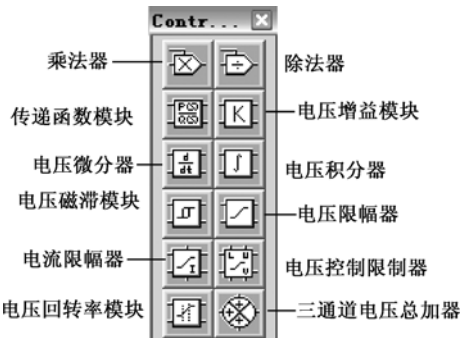 Contr...
乘法器
除法器
传递函数模块
P(S)
Q(S)
K
电压增益模块
电压微分器
d
dt
∫
电压积分器
电压磁滞模块
电压限幅器
电流限幅器
I
L U
U
电压控制限制器
电压回转率模块
三通道电压总加器